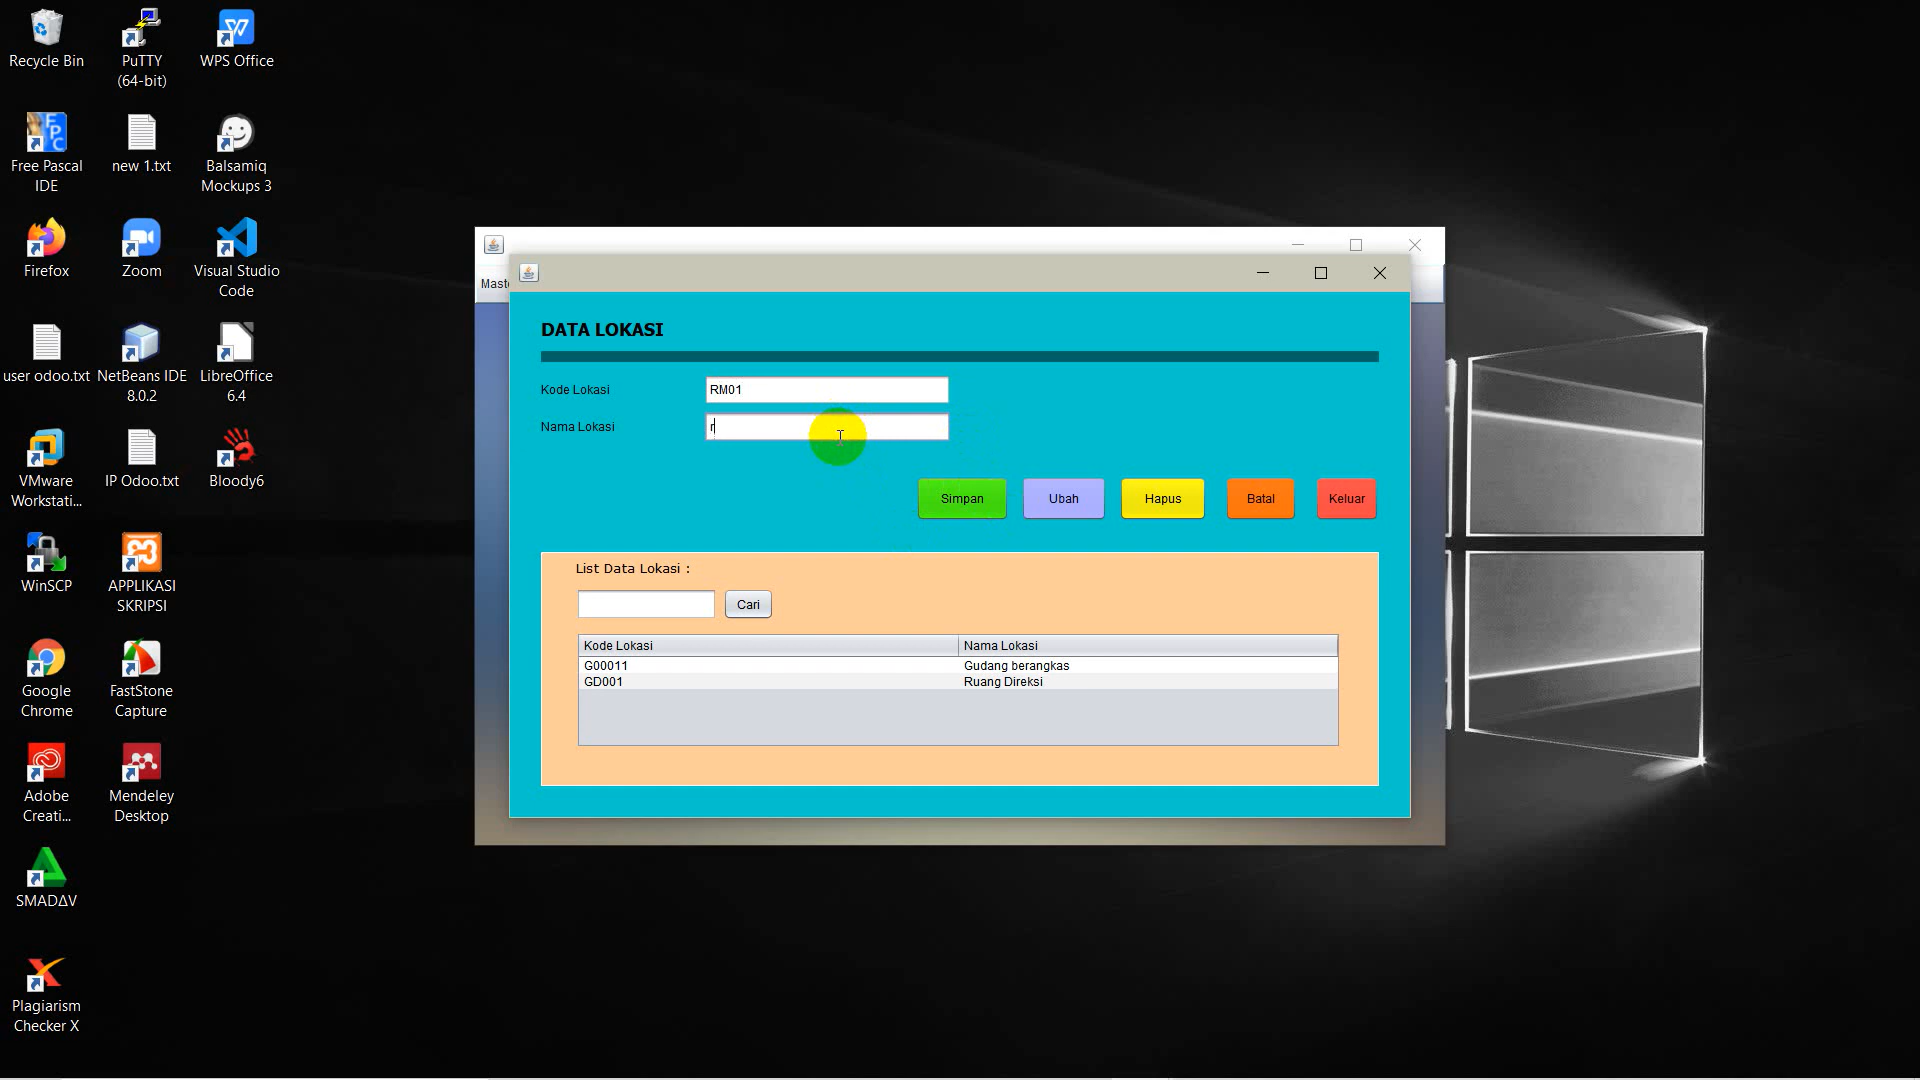 Recycle Bin
PuTTY
(64-bit)
WPS Office
Free Pascal
IDE
new 1.txt
Balsamiq
Mockups 3
Firefox
Zoom
Visual Studio
Code
user odoo.txt
NetBeans IDE
8.0.2
LibreOffice
6.4
VMware
Workstati...
IP Odoo.txt
Bloody6
WinSCP
APPLIKASI
SKRIPSI
Google
Chrome
FastStone
Capture
Adobe
Creati...
Mendeley
Desktop
SMADΔV
Plagiarism
Checker X
Mast
DATA LOKASI
Kode Lokasi
RM01
Nama Lokasi
r
Simpan
Ubah
Hapus
Batal
Keluar
List Data Lokasi :
Cari
Kode Lokasi
Nama Lokasi
G00011
Gudang berangkas
GD001
Ruang Direksi